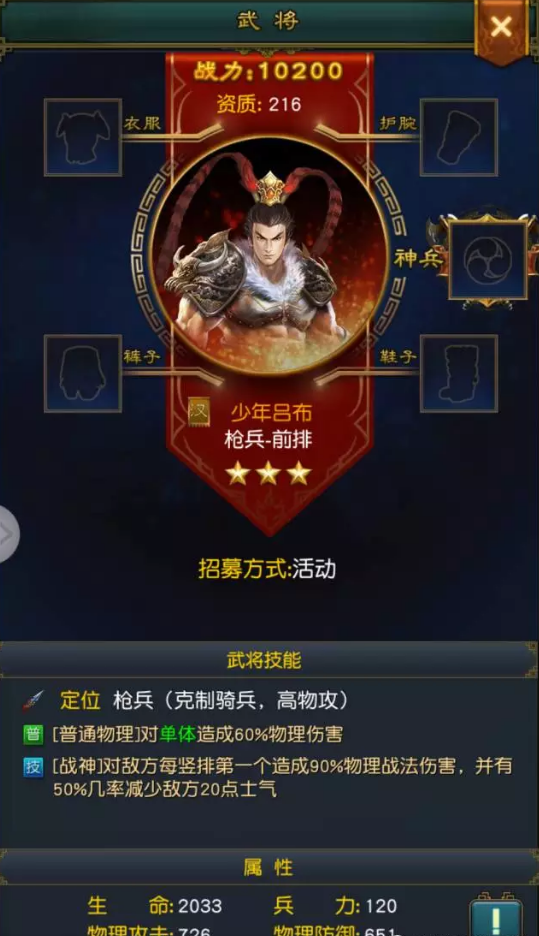 武将
战力:10200
资质: 216
衣服
护腕
神兵
裤子
鞋子
汉
少年吕布
枪兵-前排
招募方式:活动
武将技能
定位 枪兵（克制骑兵，高物攻）
普 [普通物理]对单体造成60%物理伤害
技 [战神]对敌方每竖排第一个造成90%物理战法伤害，并有
50%几率减少敌方20点士气
属性
生命:2033 兵力:120
物理攻击:726 物理防御:651